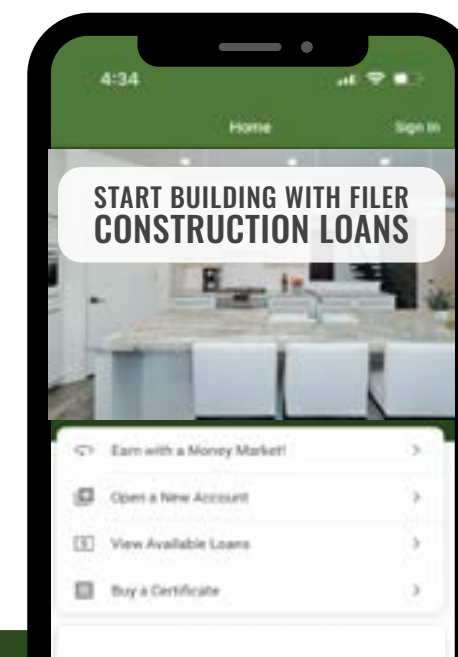 4:34
Home
Sign In
START BUILDING WITH FILER
CONSTRUCTION LOANS
Earn with a Money Market!
Open a New Account
View Available Loans
Buy a Certificate